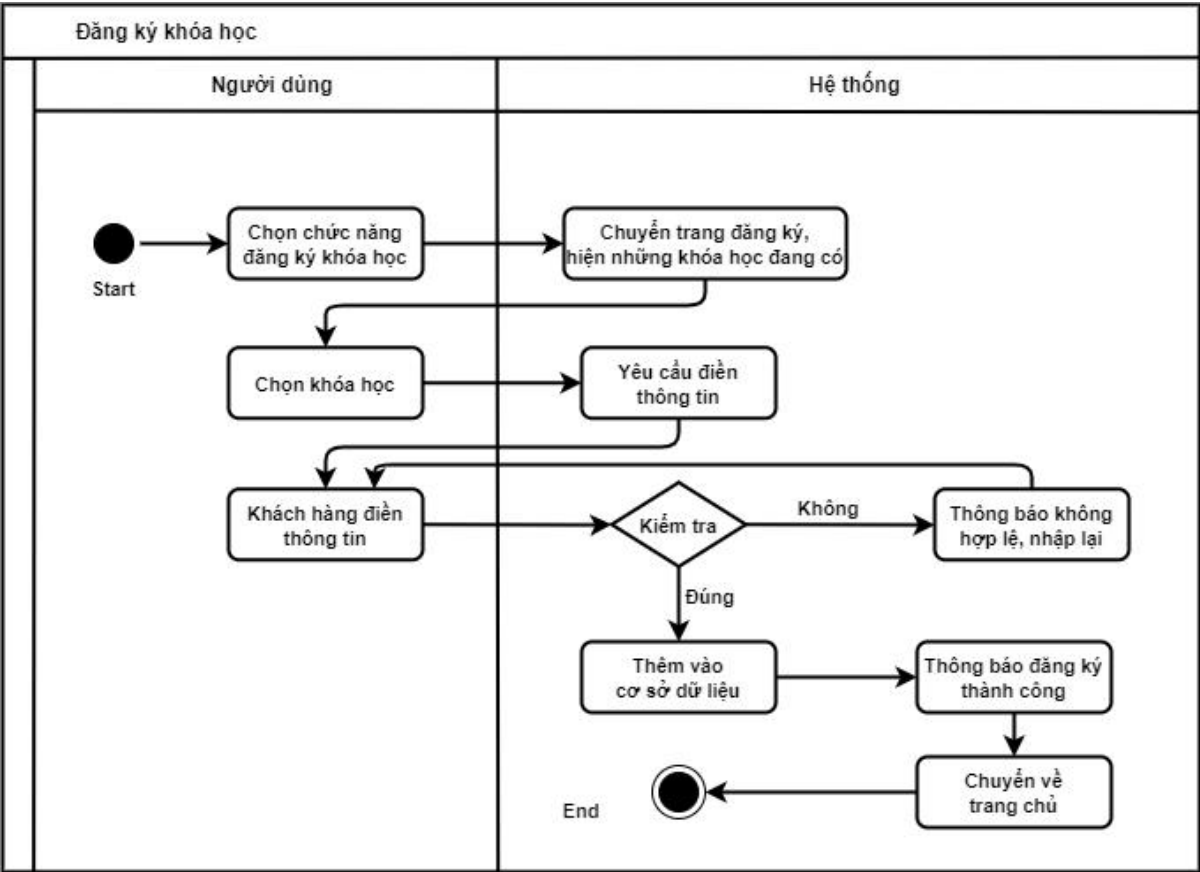 Đăng ký khóa học
Người dùng
Hệ thống
Start
Chọn chức năng
đăng ký khóa học
Chuyển trang đăng ký,
hiện những khóa học đang có
Chọn khóa học
Yêu cầu điền
thông tin
Khách hàng điền
thông tin
Kiểm tra
Không
Thông báo không
hợp lệ, nhập lại
Đúng
Thêm vào
cơ sở dữ liệu
Thông báo đăng ký
thành công
Chuyển về
trang chủ
End